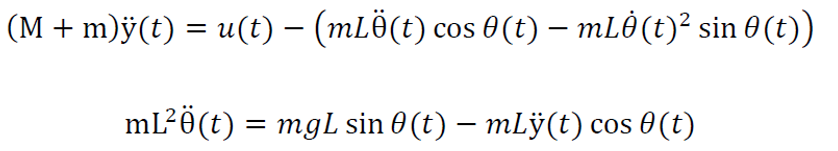 (M + m)ÿ(t) = u(t) − (mLθ̈(t) cos θ(t) − mLθ̇(t)² sin θ(t))
mL²θ̈(t) = mgL sin θ(t) − mLÿ(t) cos θ(t)